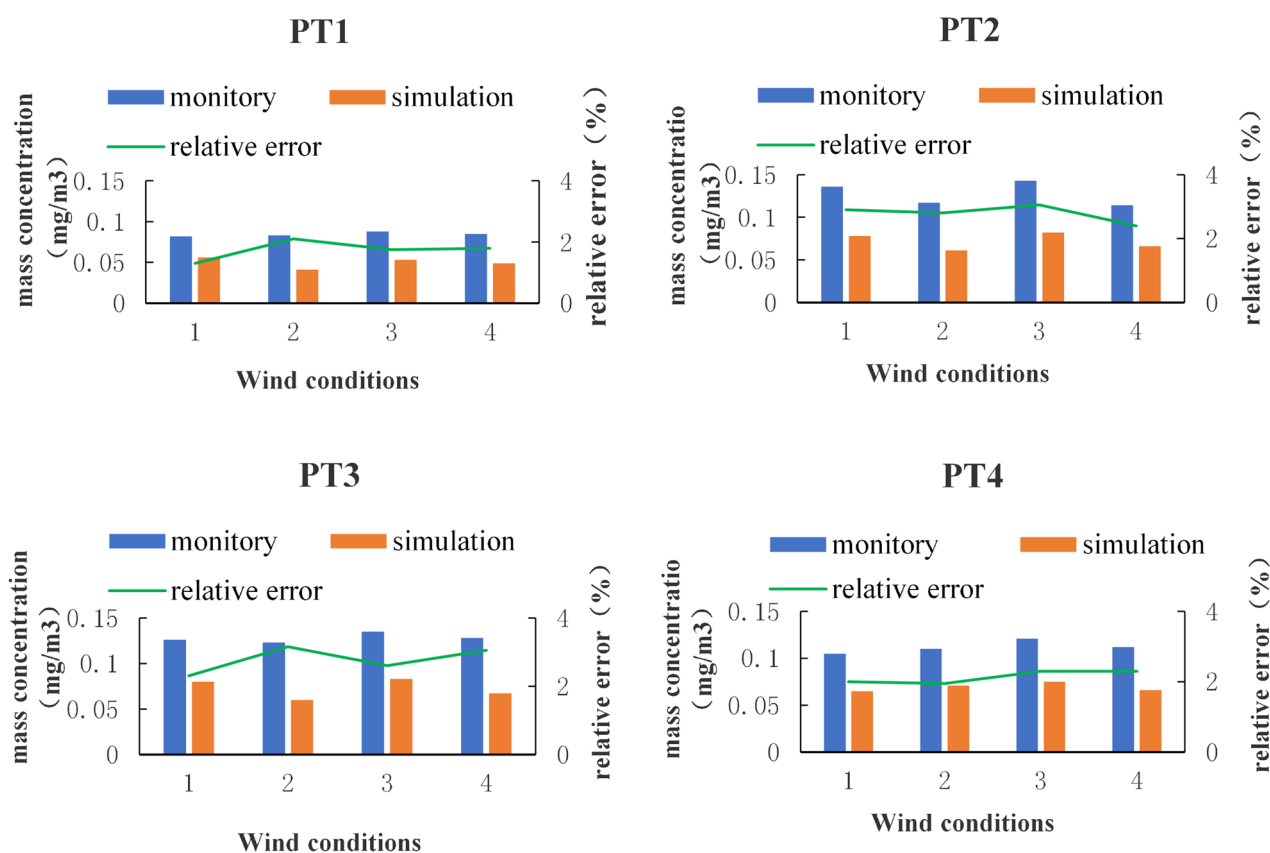 PT1
monitory
simulation
relative error
mass concentration
(mg/m3)
0.15
0.1
0.05
0
4
2
0
relative error（%）
1 2 3 4
Wind conditions
PT2
monitory
simulation
relative error
mass concentratio
（mg/m3)
0.15
0.1
0.05
0
4
2
0
relative error（%）
1 2 3 4
Wind conditions
PT3
monitory
simulation
relative error
mass concentration
(mg/m3)
0.15
0.1
0.05
0
4
2
0
relative error（%）
1 2 3 4
Wind conditions
PT4
monitory
simulation
relative error
mass concentratio
（mg/m3)
0.15
0.1
0.05
0
4
2
0
relative error（%）
1 2 3 4
Wind conditions